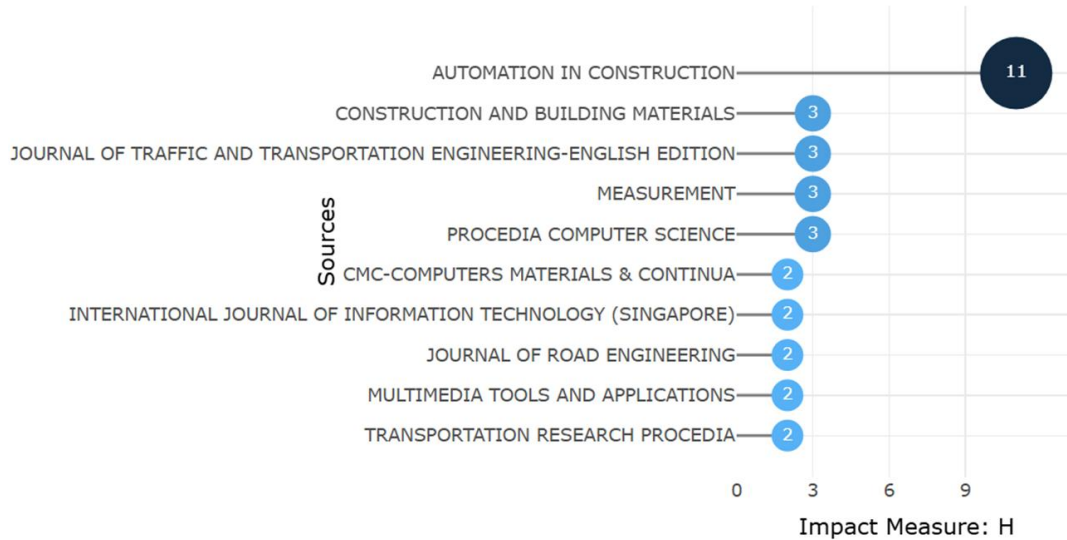 AUTOMATION IN CONSTRUCTION 11
CONSTRUCTION AND BUILDING MATERIALS 3
JOURNAL OF TRAFFIC AND TRANSPORTATION ENGINEERING-ENGLISH EDITION 3
MEASUREMENT 3
PROCEDIA COMPUTER SCIENCE 3
CMC-COMPUTERS MATERIALS & CONTINUA 2
INTERNATIONAL JOURNAL OF INFORMATION TECHNOLOGY (SINGAPORE) 2
JOURNAL OF ROAD ENGINEERING 2
MULTIMEDIA TOOLS AND APPLICATIONS 2
TRANSPORTATION RESEARCH PROCEDIA 2
Sources
0 3 6 9
Impact Measure: H